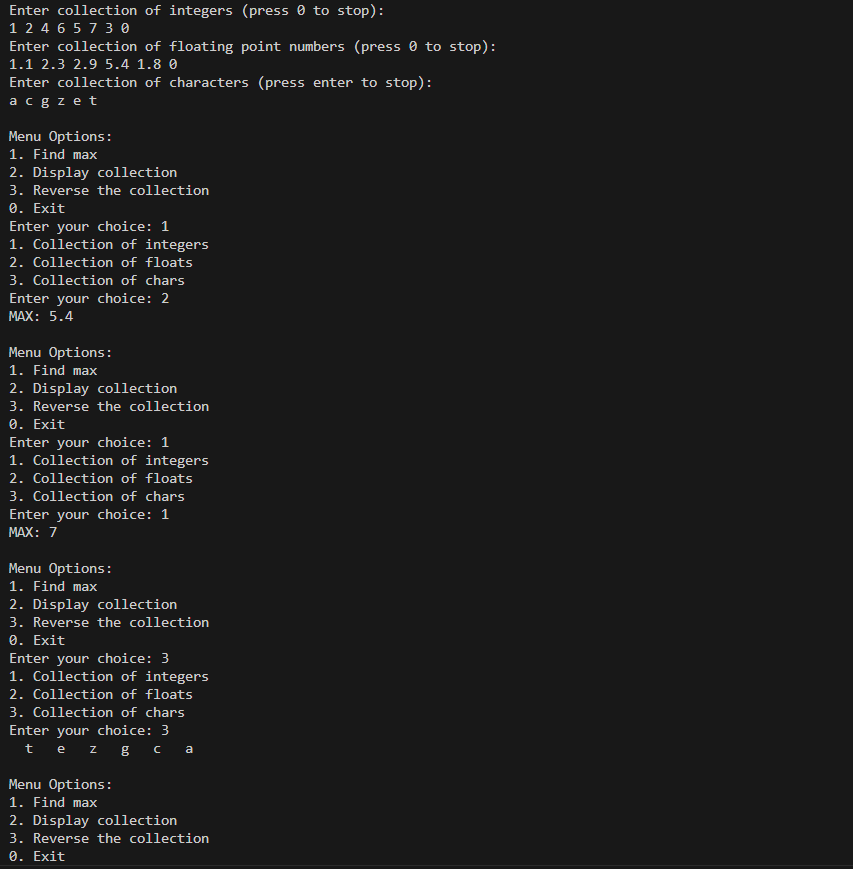 Enter collection of integers (press 0 to stop):
1 2 4 6 5 7 3 0
Enter collection of floating point numbers (press 0 to stop):
1.1 2.3 2.9 5.4 1.8 0
Enter collection of characters (press enter to stop):
a c g z e t

Menu Options:
1. Find max
2. Display collection
3. Reverse the collection
0. Exit
Enter your choice: 1
1. Collection of integers
2. Collection of floats
3. Collection of chars
Enter your choice: 2
MAX: 5.4

Menu Options:
1. Find max
2. Display collection
3. Reverse the collection
0. Exit
Enter your choice: 1
1. Collection of integers
2. Collection of floats
3. Collection of chars
Enter your choice: 1
MAX: 7

Menu Options:
1. Find max
2. Display collection
3. Reverse the collection
0. Exit
Enter your choice: 3
1. Collection of integers
2. Collection of floats
3. Collection of chars
Enter your choice: 3
  t   e   z   g   c   a

Menu Options:
1. Find max
2. Display collection
3. Reverse the collection
0. Exit